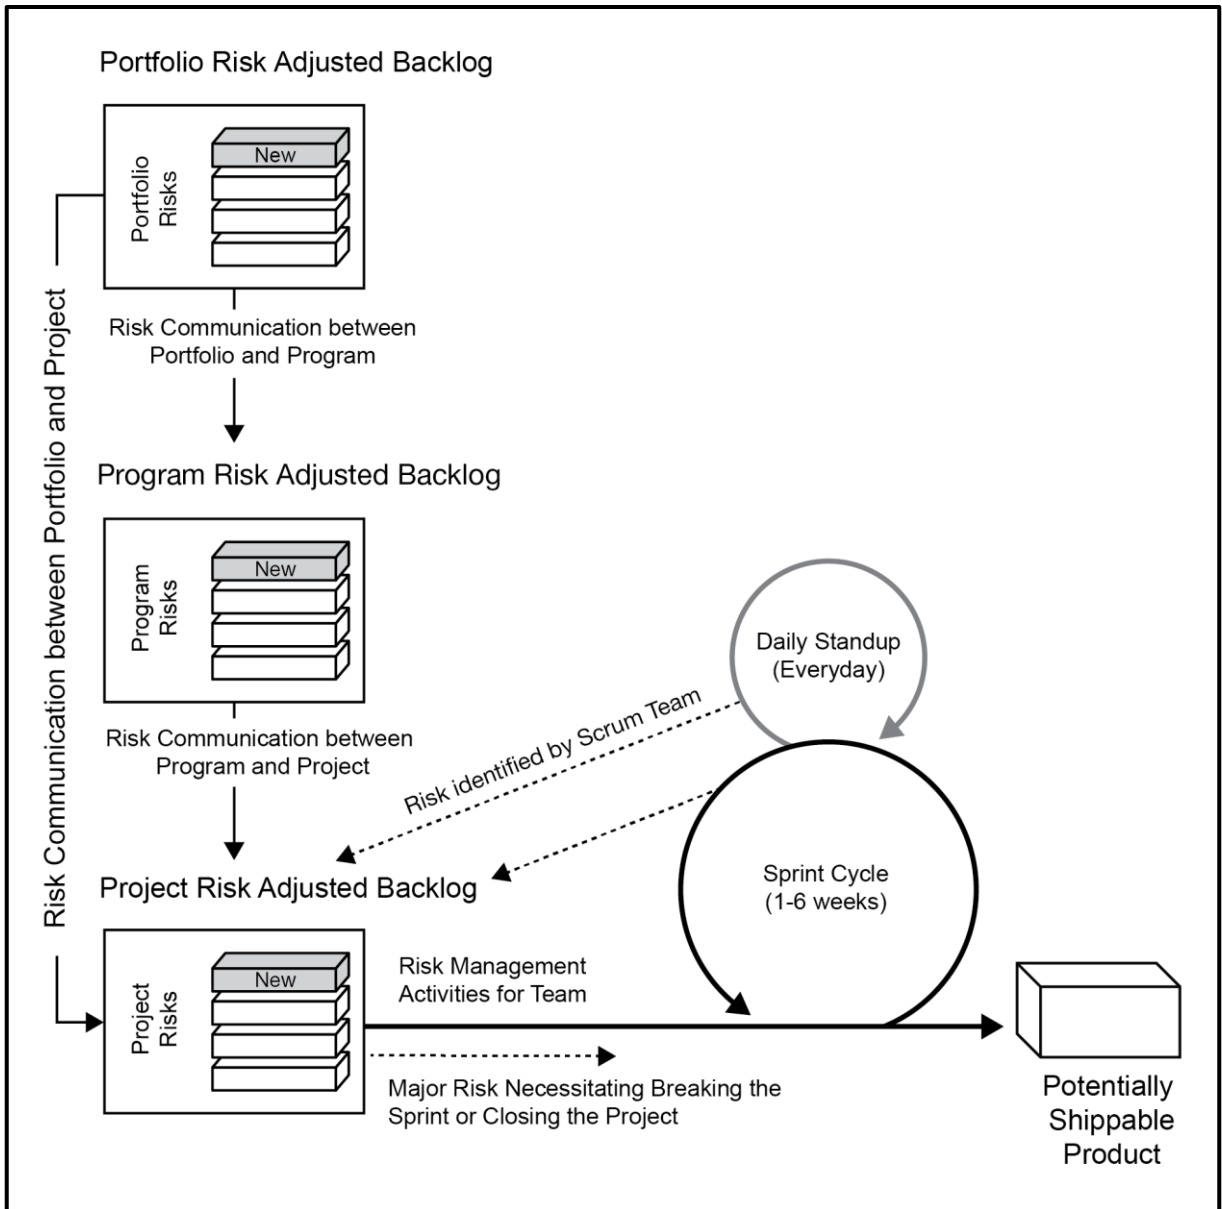 Portfolio Risk Adjusted Backlog
New
Portfolio
Risks
Risk Communication between
Portfolio and Program
Risk Communication between Portfolio and Project
Program Risk Adjusted Backlog
New
Program
Risks
Risk Communication between
Program and Project
Daily Standup
(Everyday)
Risk identified by Scrum Team
Sprint Cycle
(1-6 weeks)
Project Risk Adjusted Backlog
New
Project
Risks
Risk Management
Activities for Team
Major Risk Necessitating Breaking the
Sprint or Closing the Project
Potentially
Shippable
Product